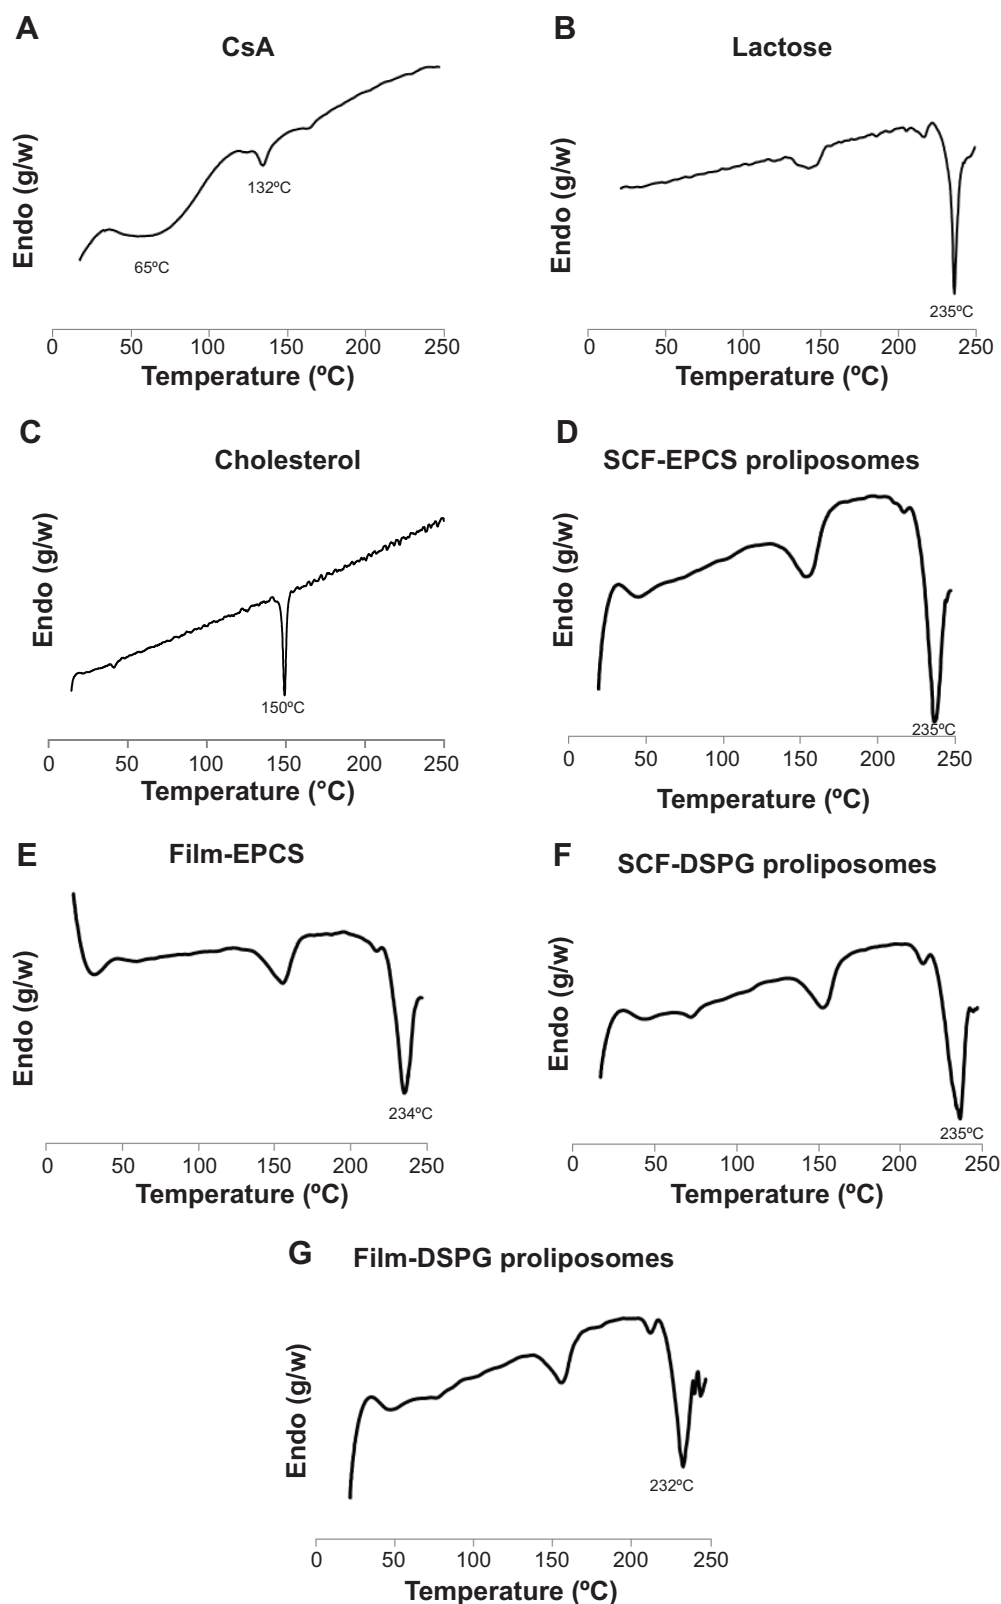 A
CsA
Endo (g/w)
132ºC
65ºC
0 50 100 150 200 250
Temperature (ºC)
B
Lactose
Endo (g/w)
235ºC
0 50 100 150 200 250
Temperature (ºC)
C
Cholesterol
Endo (g/w)
150ºC
0 50 100 150 200 250
Temperature (°C)
D
SCF-EPCS proliposomes
Endo (g/w)
235ºC
0 50 100 150 200 250
Temperature (ºC)
E
Film-EPCS
Endo (g/w)
234ºC
0 50 100 150 200 250
Temperature (ºC)
F
SCF-DSPG proliposomes
Endo (g/w)
235ºC
0 50 100 150 200 250
Temperature (ºC)
G
Film-DSPG proliposomes
Endo (g/w)
232ºC
0 50 100 150 200 250
Temperature (ºC)